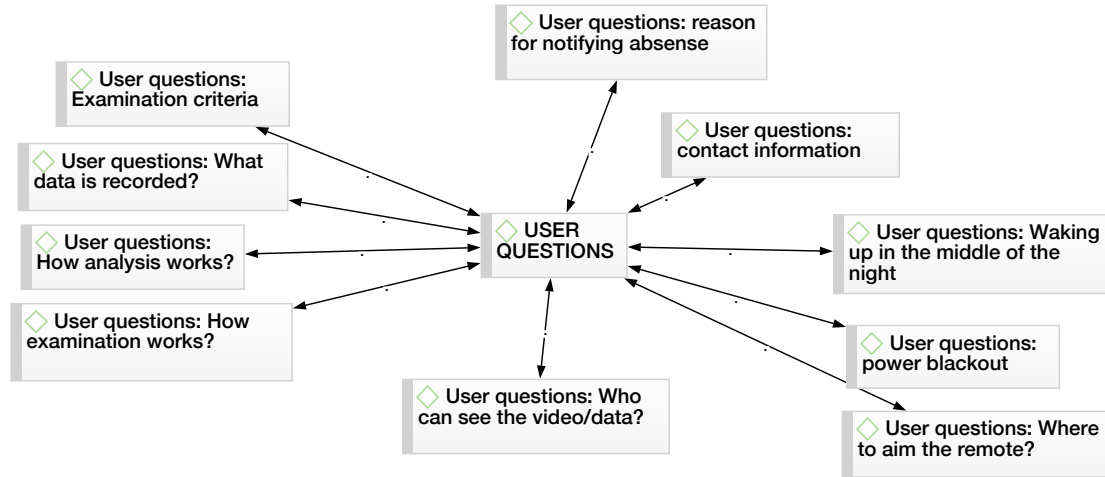 User questions: reason
for notifying absense
User questions:
Examination criteria
User questions:
contact information
User questions: What
data is recorded?
USER
QUESTIONS
User questions: Waking
up in the middle of the
night
User questions:
How analysis works?
User questions: How
examination works?
User questions:
power blackout
User questions: Who
can see the video/data?
User questions: Where
to aim the remote?